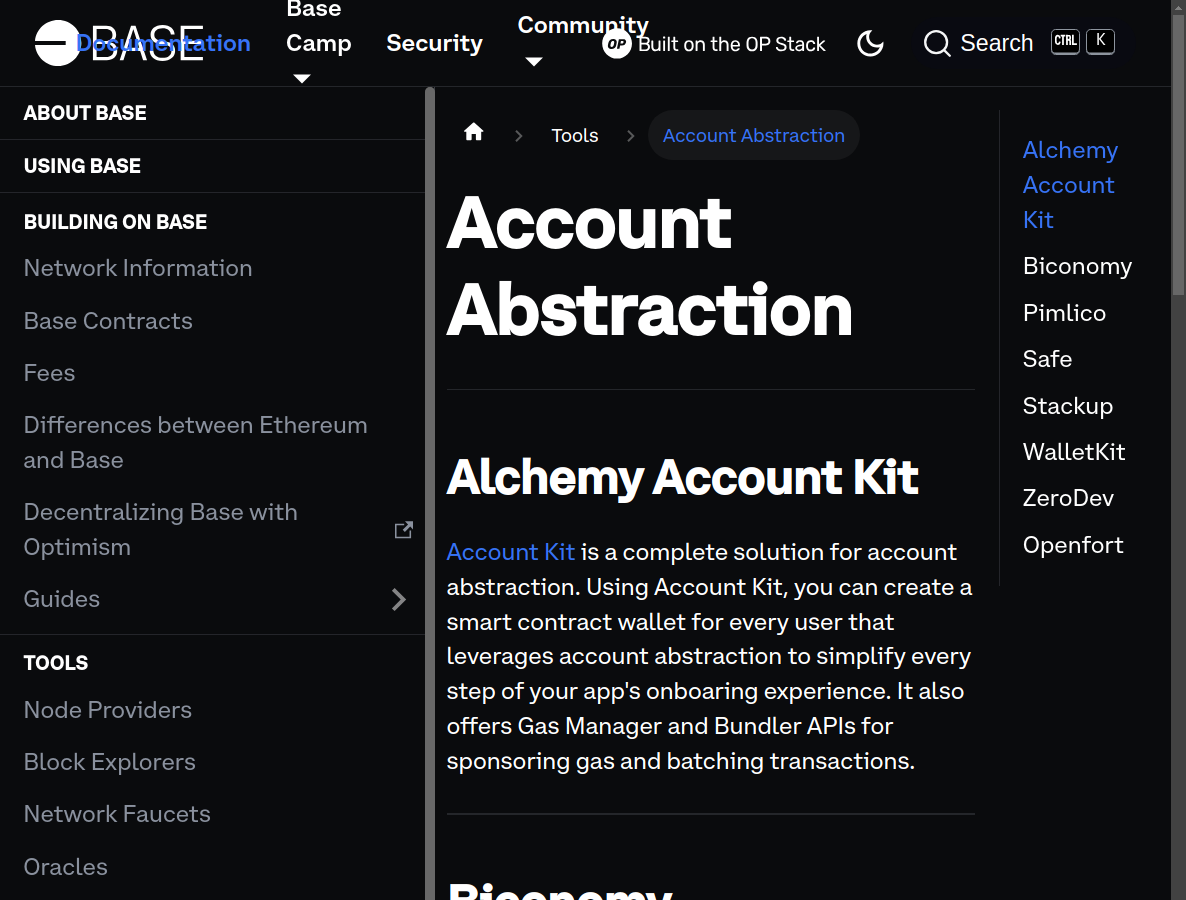 BASE
Documentation
Base
Camp
Security
Community
OP Built on the OP Stack
Search CTRL K
ABOUT BASE
USING BASE
BUILDING ON BASE
Network Information
Base Contracts
Fees
Differences between Ethereum
and Base
Decentralizing Base with
Optimism
Guides
TOOLS
Node Providers
Block Explorers
Network Faucets
Oracles
Tools
Account Abstraction
Account
Abstraction
Alchemy Account Kit
Account Kit is a complete solution for account
abstraction. Using Account Kit, you can create a
smart contract wallet for every user that
leverages account abstraction to simplify every
step of your app's onboaring experience. It also
offers Gas Manager and Bundler APIs for
sponsoring gas and batching transactions.
Biconomy
Alchemy
Account
Kit
Biconomy
Pimlico
Safe
Stackup
WalletKit
ZeroDev
Openfort